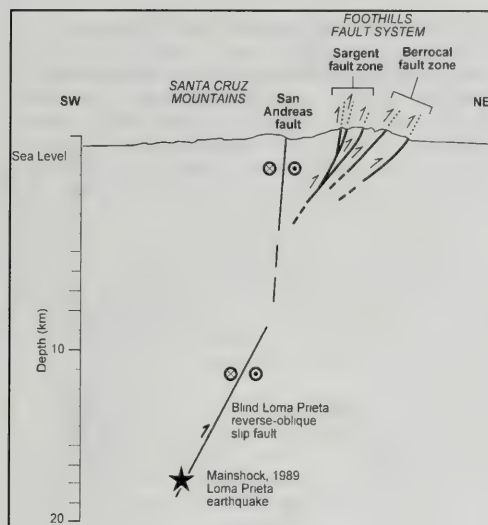 FOOTHILLS
FAULT SYSTEM
Sargent
fault zone
Berrocal
fault zone
SANTA CRUZ
MOUNTAINS
San
Andreas
fault
SW
NE
Sea Level
Depth (km)
10
Blind Loma Prieta
reverse-oblique
slip fault
Mainshock, 1989
Loma Prieta
earthquake
20